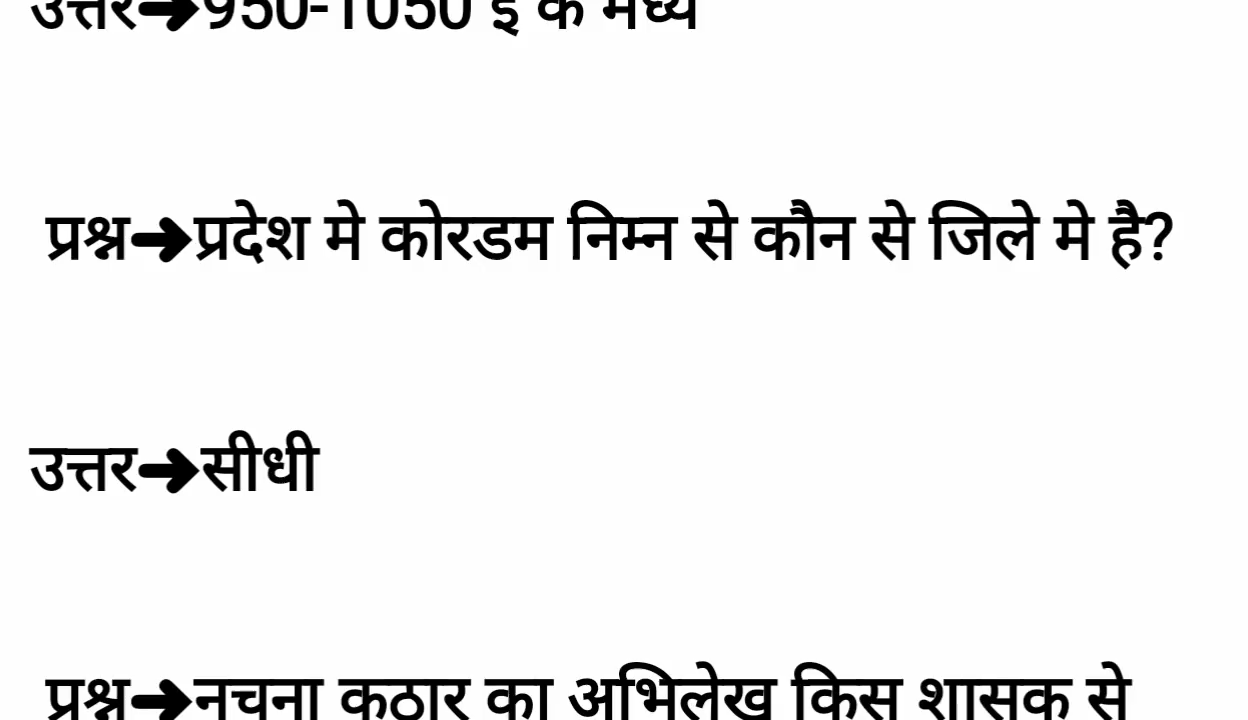 उत्तर➔950-1050 ई के मध्य
प्रश्न➔प्रदेश मे कोरडम निम्न से कौन से जिले मे है?
उत्तर➔सीधी
प्रश्न➔नचना कठार का अभिलेख किस शासक से